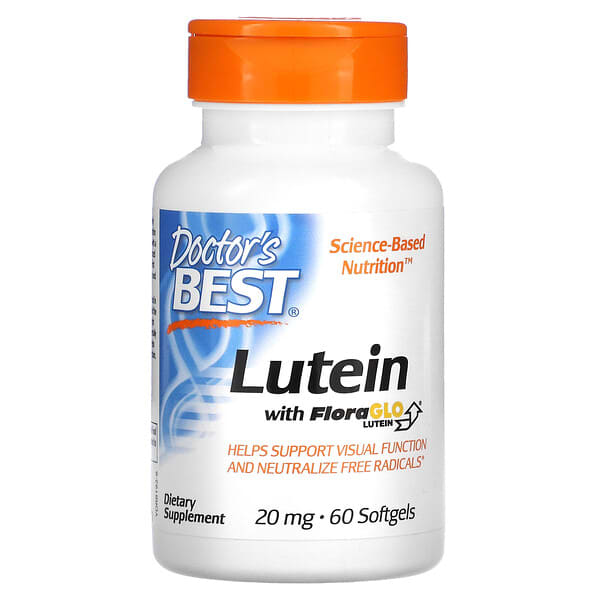 Doctor's
BEST®
Science-Based
Nutrition™
Lutein
with FloraGLO®
LUTEIN
HELPS SUPPORT VISUAL FUNCTION
AND NEUTRALIZE FREE RADICALS*
Dietary
Supplement
20 mg • 60 Softgels